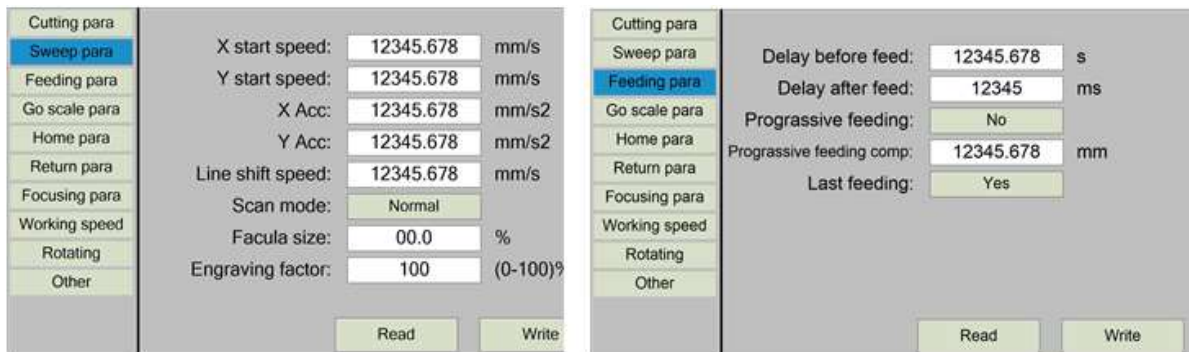 Cutting para
Sweep para
Feeding para
Go scale para
Home para
Return para
Focusing para
Working speed
Rotating
Other
X start speed: 12345.678 mm/s
Y start speed: 12345.678 mm/s
X Acc: 12345.678 mm/s2
Y Acc: 12345.678 mm/s2
Line shift speed: 12345.678 mm/s
Scan mode: Normal
Facula size: 00.0 %
Engraving factor: 100 (0-100)%
Read Write
Cutting para
Sweep para
Feeding para
Go scale para
Home para
Return para
Focusing para
Working speed
Rotating
Other
Delay before feed: 12345.678 s
Delay after feed: 12345 ms
Prograssive feeding: No
Prograssive feeding comp: 12345.678 mm
Last feeding: Yes
Read Write